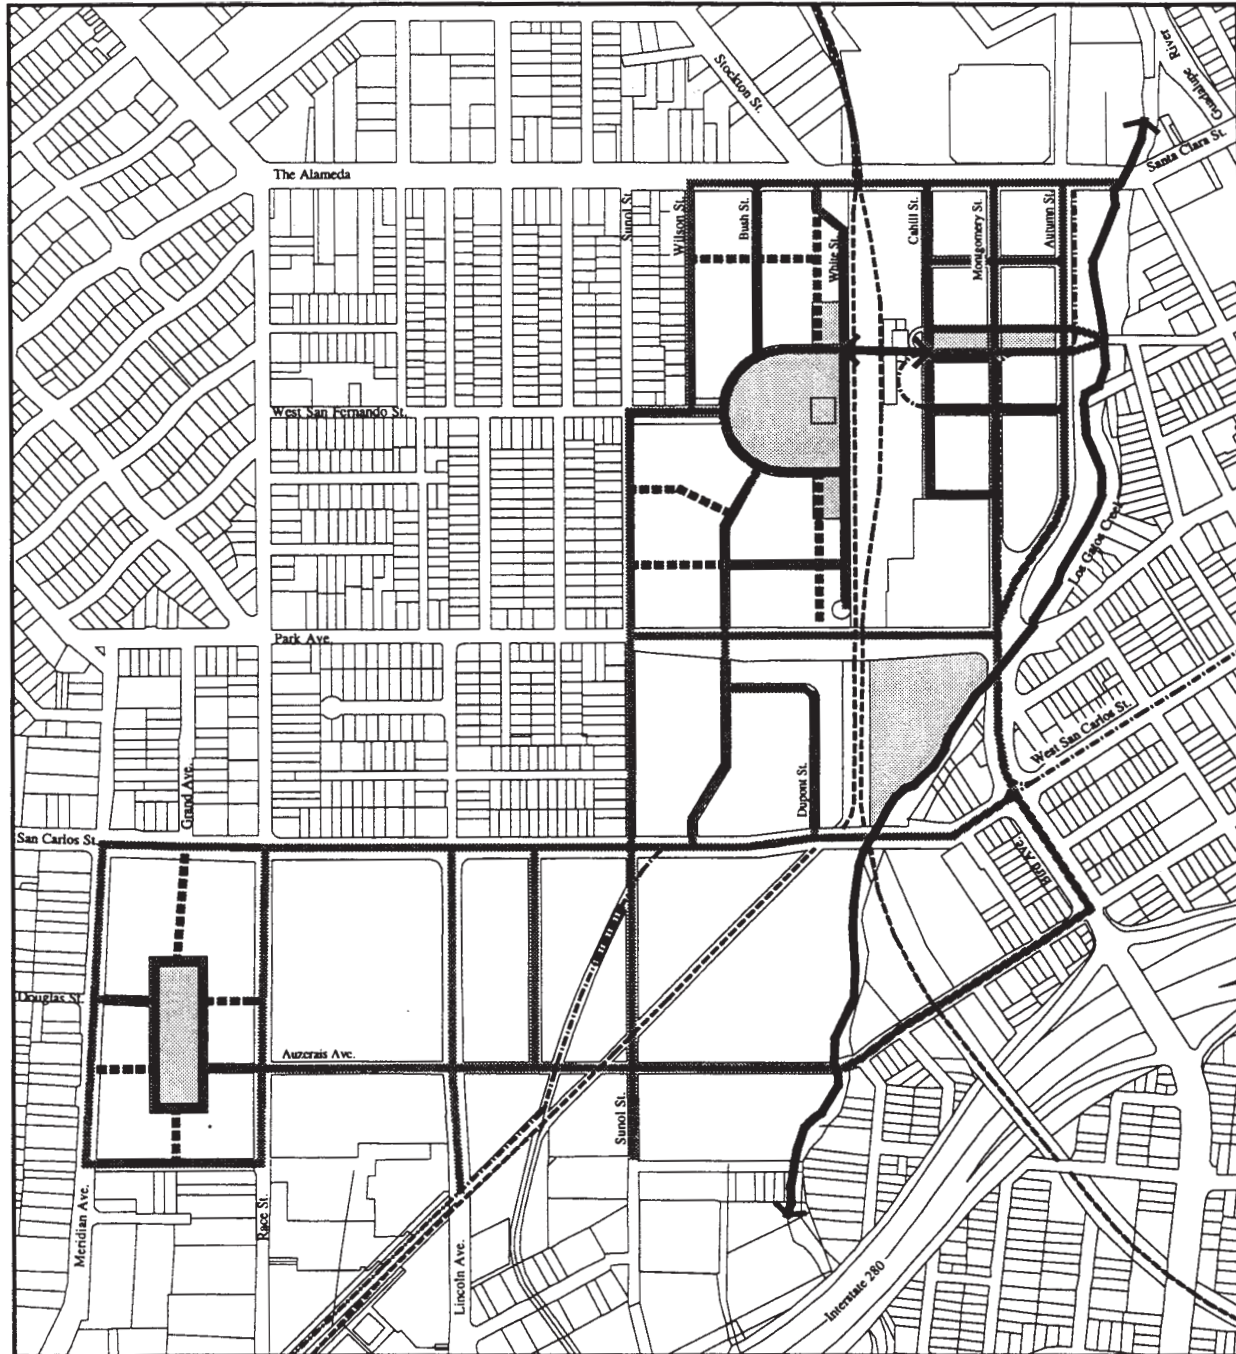 Guadalupe River
Stockton St.
Santa Clara St.
The Alameda
Sunol St.
Wilson St.
Bush St.
White St.
Cahill St.
Montgomery St.
Autumn St.
West San Fernando St.
Los Gatos Creek
Park Ave.
West San Carlos St.
Grand Ave.
Dupont St.
San Carlos St.
Bird Ave.
Douglas St.
Auzerais Ave.
Sunol St.
Meridian Ave.
Race St.
Lincoln Ave.
Interstate 280